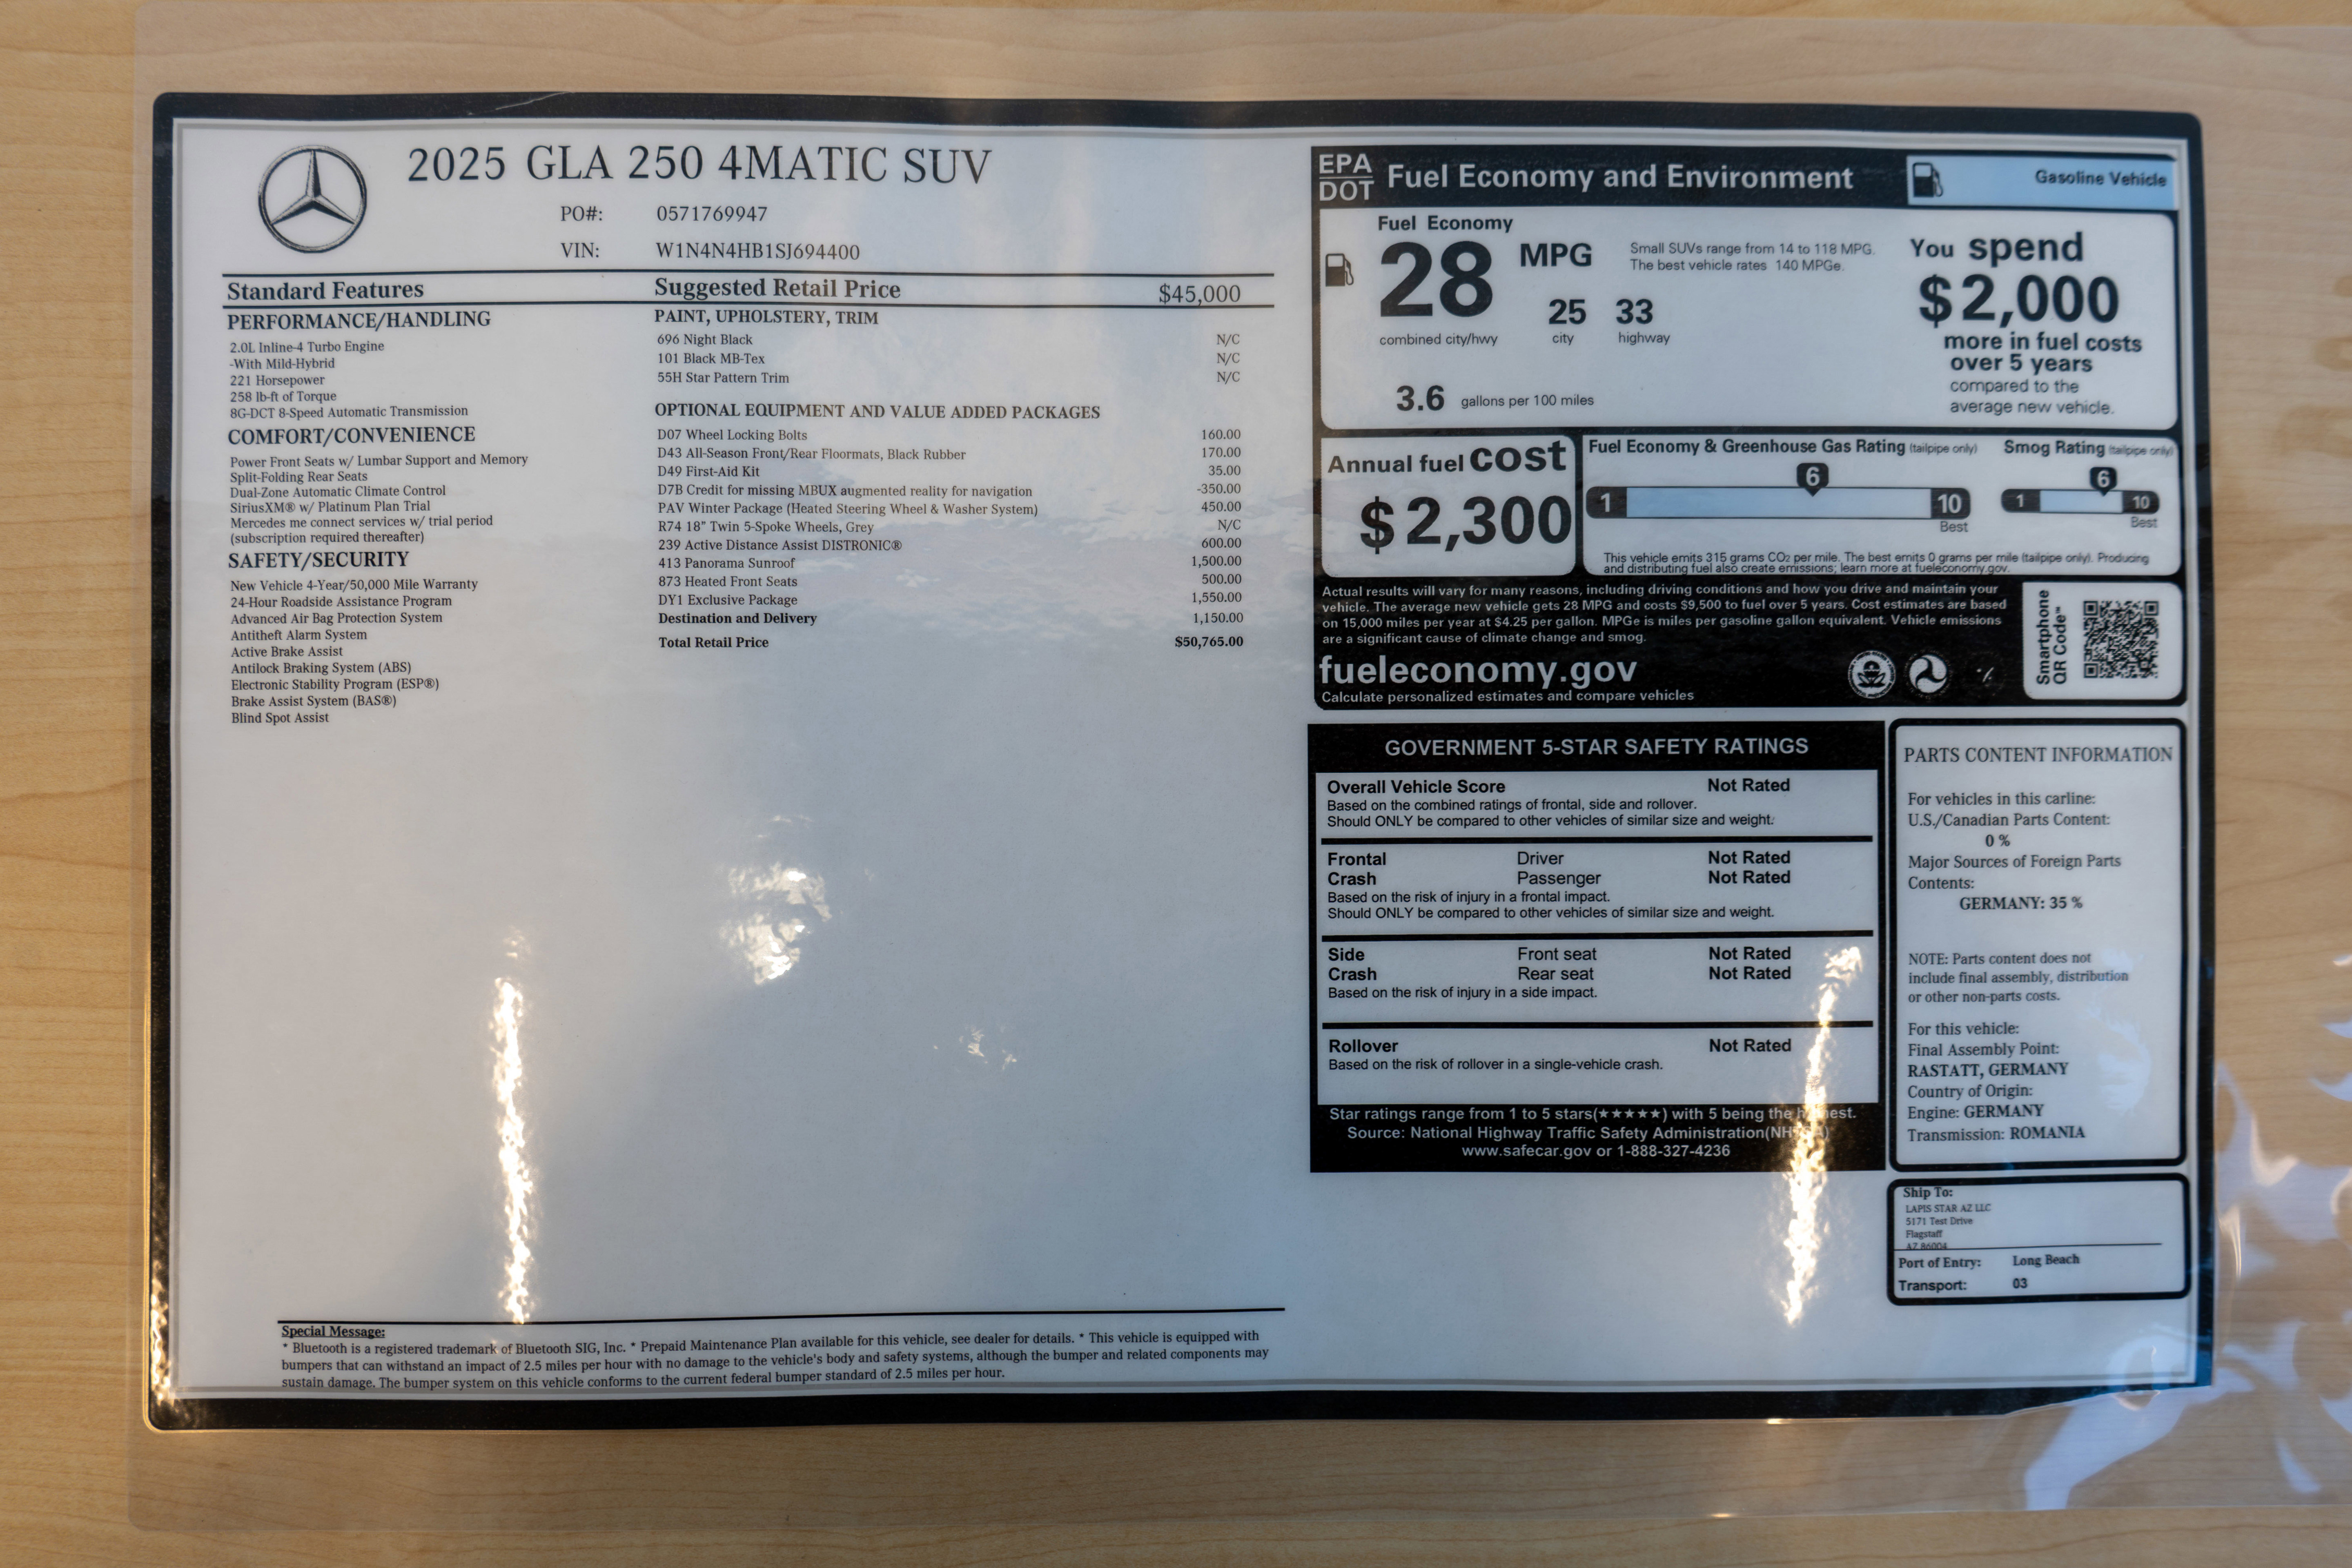 2025 GLA 250 4MATIC SUV
PO#: 0571769947
VIN: W1N4N4HB1SJ694400
Standard Features
PERFORMANCE/HANDLING
2.0L Inline-4 Turbo Engine
-With Mild-Hybrid
221 Horsepower
258 lb-ft of Torque
8G-DCT 8-Speed Automatic Transmission
COMFORT/CONVENIENCE
Power Front Seats w/ Lumbar Support and Memory
Split-Folding Rear Seats
Dual-Zone Automatic Climate Control
SiriusXM® w/ Platinum Plan Trial
Mercedes me connect services w/ trial period
(subscription required thereafter)
SAFETY/SECURITY
New Vehicle 4-Year/50,000 Mile Warranty
24-Hour Roadside Assistance Program
Advanced Air Bag Protection System
Antitheft Alarm System
Active Brake Assist
Antilock Braking System (ABS)
Electronic Stability Program (ESP®)
Brake Assist System (BAS®)
Blind Spot Assist
Suggested Retail Price $45,000
PAINT, UPHOLSTERY, TRIM
696 Night Black N/C
101 Black MB-Tex N/C
55H Star Pattern Trim N/C
OPTIONAL EQUIPMENT AND VALUE ADDED PACKAGES
D07 Wheel Locking Bolts 160.00
D43 All-Season Front/Rear Floormats, Black Rubber 170.00
D49 First-Aid Kit 35.00
D7B Credit for missing MBUX augmented reality for navigation -350.00
PAV Winter Package (Heated Steering Wheel & Washer System) 450.00
R74 18" Twin 5-Spoke Wheels, Grey N/C
239 Active Distance Assist DISTRONIC® 600.00
413 Panorama Sunroof 1,500.00
873 Heated Front Seats 500.00
DY1 Exclusive Package 1,550.00
Destination and Delivery 1,150.00
Total Retail Price $50,765.00
Special Message:
* Bluetooth is a registered trademark of Bluetooth SIG, Inc. * Prepaid Maintenance Plan available for this vehicle, see dealer for details. * This vehicle is equipped with
bumpers that can withstand an impact of 2.5 miles per hour with no damage to the vehicle's body and safety systems, although the bumper and related components may
sustain damage. The bumper system on this vehicle conforms to the current federal bumper standard of 2.5 miles per hour.
EPA
DOT
Fuel Economy and Environment
Gasoline Vehicle
Fuel Economy
28 MPG
combined city/hwy
25 city
33 highway
Small SUVs range from 14 to 118 MPG.
The best vehicle rates 140 MPGe.
3.6 gallons per 100 miles
You spend
$2,000
more in fuel costs
over 5 years
compared to the
average new vehicle.
Annual fuel cost
$2,300
Fuel Economy & Greenhouse Gas Rating (tailpipe only)
6
1 10
Best
Smog Rating (tailpipe only)
6
1 10
Best
This vehicle emits 315 grams CO2 per mile. The best emits 0 grams per mile (tailpipe only). Producing
and distributing fuel also create emissions; learn more at fueleconomy.gov.
Actual results will vary for many reasons, including driving conditions and how you drive and maintain your
vehicle. The average new vehicle gets 28 MPG and costs $9,500 to fuel over 5 years. Cost estimates are based
on 15,000 miles per year at $4.25 per gallon. MPGe is miles per gasoline gallon equivalent. Vehicle emissions
are a significant cause of climate change and smog.
fueleconomy.gov
Calculate personalized estimates and compare vehicles
Smartphone
QR Code™
GOVERNMENT 5-STAR SAFETY RATINGS
Overall Vehicle Score Not Rated
Based on the combined ratings of frontal, side and rollover.
Should ONLY be compared to other vehicles of similar size and weight.
Frontal Driver Not Rated
Crash Passenger Not Rated
Based on the risk of injury in a frontal impact.
Should ONLY be compared to other vehicles of similar size and weight.
Side Front seat Not Rated
Crash Rear seat Not Rated
Based on the risk of injury in a side impact.
Rollover Not Rated
Based on the risk of rollover in a single-vehicle crash.
Star ratings range from 1 to 5 stars(★★★★★) with 5 being the
Source: National Highway Traffic Safety Administration
www.safecar.gov or 1-888-327-4236
PARTS CONTENT INFORMATION
For vehicles in this carline:
U.S./Canadian Parts Content:
0 %
Major Sources of Foreign Parts
Contents:
GERMANY: 35 %
NOTE: Parts content does not
include final assembly, distribution
or other non-parts costs.
For this vehicle:
Final Assembly Point:
RASTATT, GERMANY
Country of Origin:
Engine: GERMANY
Transmission: ROMANIA
Ship To:
LAPIS STAR AZ LLC
5171 Test Drive
Flagstaff
AZ 86004
Port of Entry: Long Beach
Transport: 03